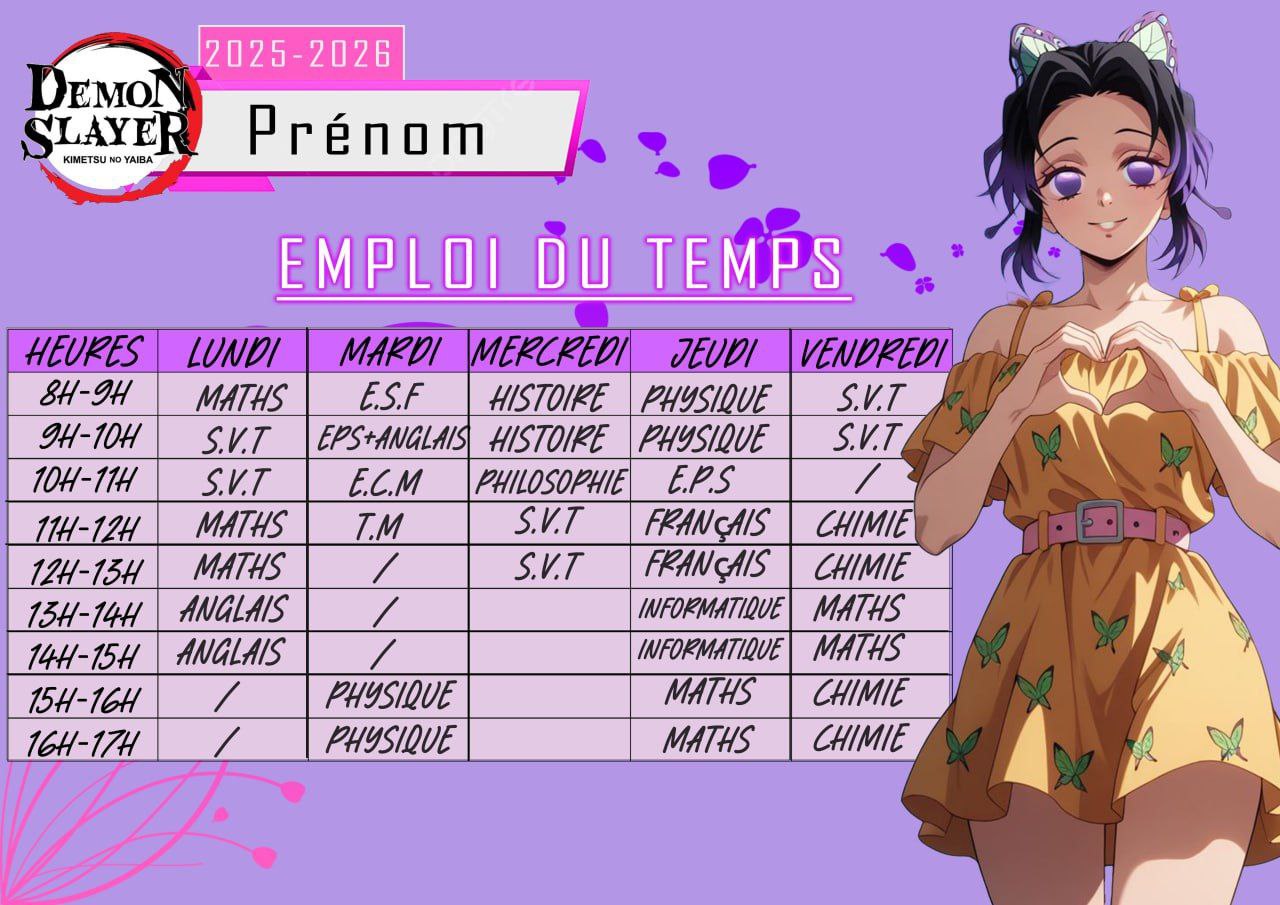 2025-2026
DEMON
SLAYER
KIMETSU NO YAIBA
Prénom
EMPLOI DU TEMPS
HEURES LUNDI MARDI MERCREDI JEUDI VENDREDI
8H-9H MATHS E.S.F HISTOIRE PHYSIQUE S.V.T
9H-10H S.V.T EPS+ANGLAIS HISTOIRE PHYSIQUE S.V.T
10H-11H S.V.T E.C.M PHILOSOPHIE E.P.S /
11H-12H MATHS T.M S.V.T FRANÇAIS CHIMIE
12H-13H MATHS / S.V.T FRANÇAIS CHIMIE
13H-14H ANGLAIS / INFORMATIQUE MATHS
14H-15H ANGLAIS / INFORMATIQUE MATHS
15H-16H / PHYSIQUE MATHS CHIMIE
16H-17H / PHYSIQUE MATHS CHIMIE